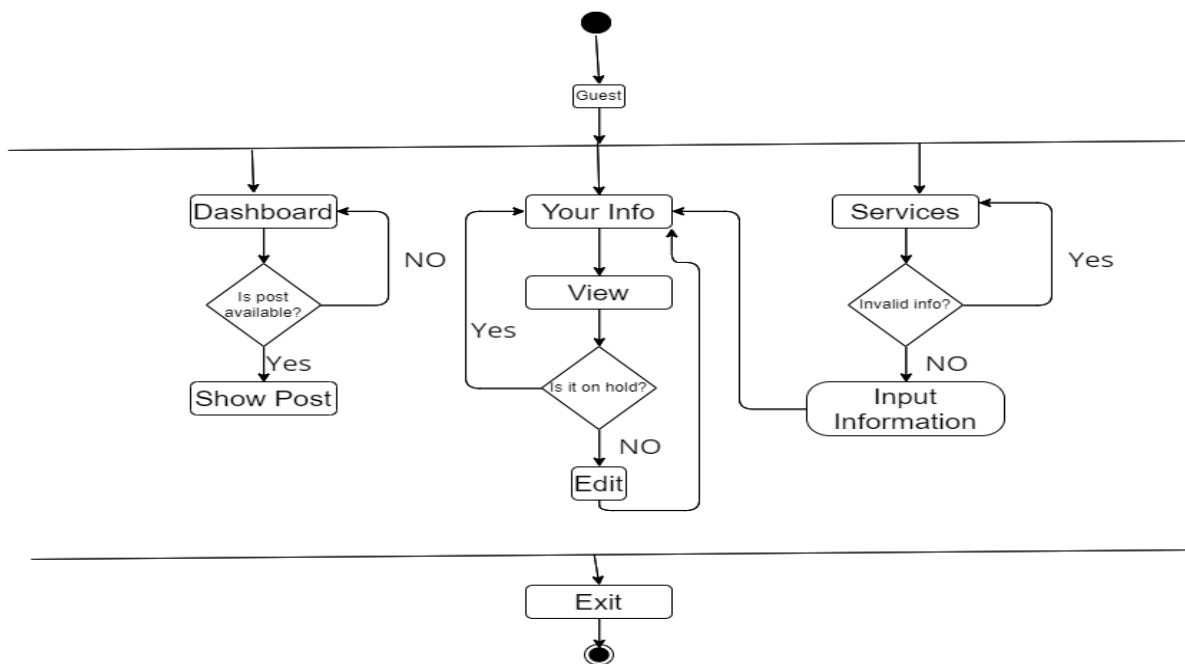 Guest
Dashboard
Your Info
Services
NO
Yes
Is post
available?
View
Invalid info?
Yes
Yes
Is it on hold?
NO
Show Post
Input
Information
NO
Edit
Exit